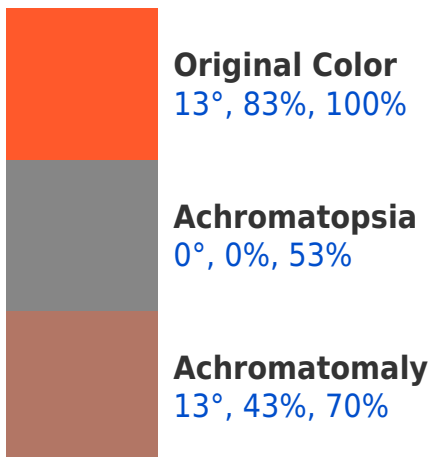 Original Color
13°, 83%, 100%
Achromatopsia
0°, 0%, 53%
Achromatomaly
13°, 43%, 70%